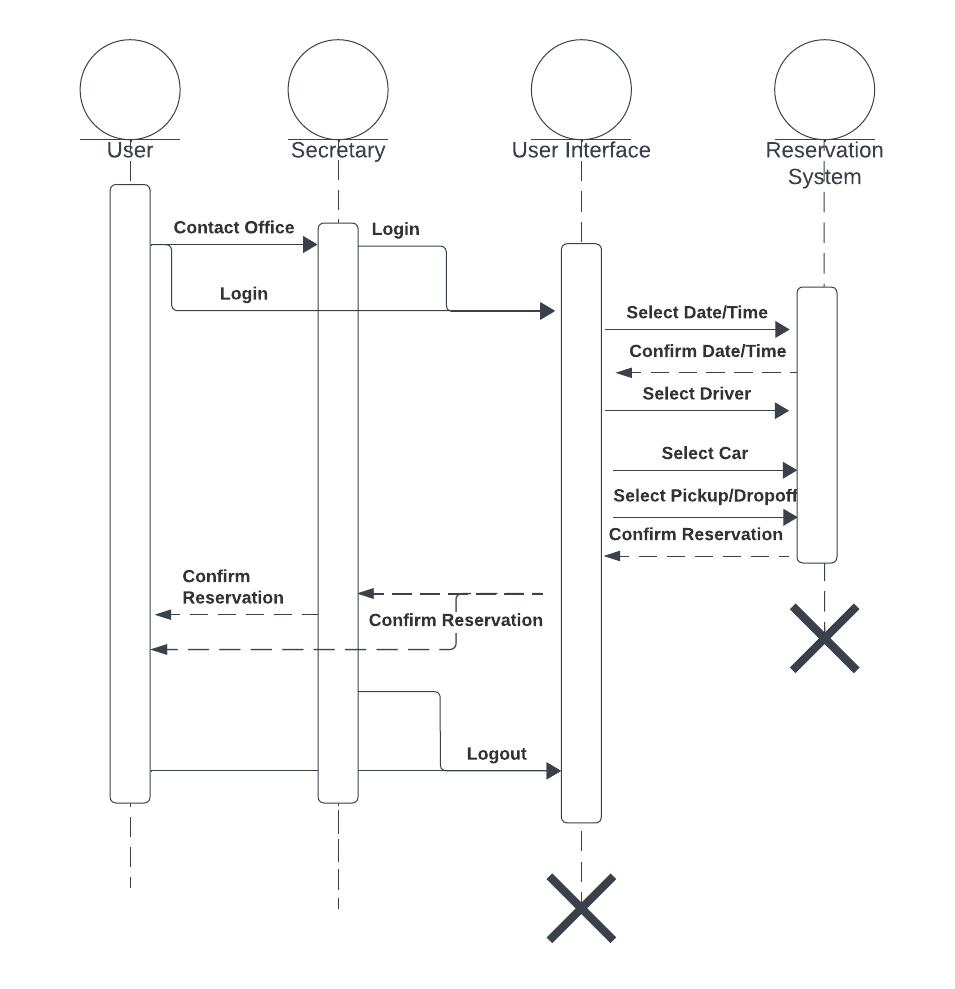 User
Secretary
User Interface
Reservation
System
Contact Office
Login
Login
Select Date/Time
Confirm Date/Time
Select Driver
Select Car
Select Pickup/Dropoff
Confirm Reservation
Confirm
Reservation
Confirm Reservation
Logout